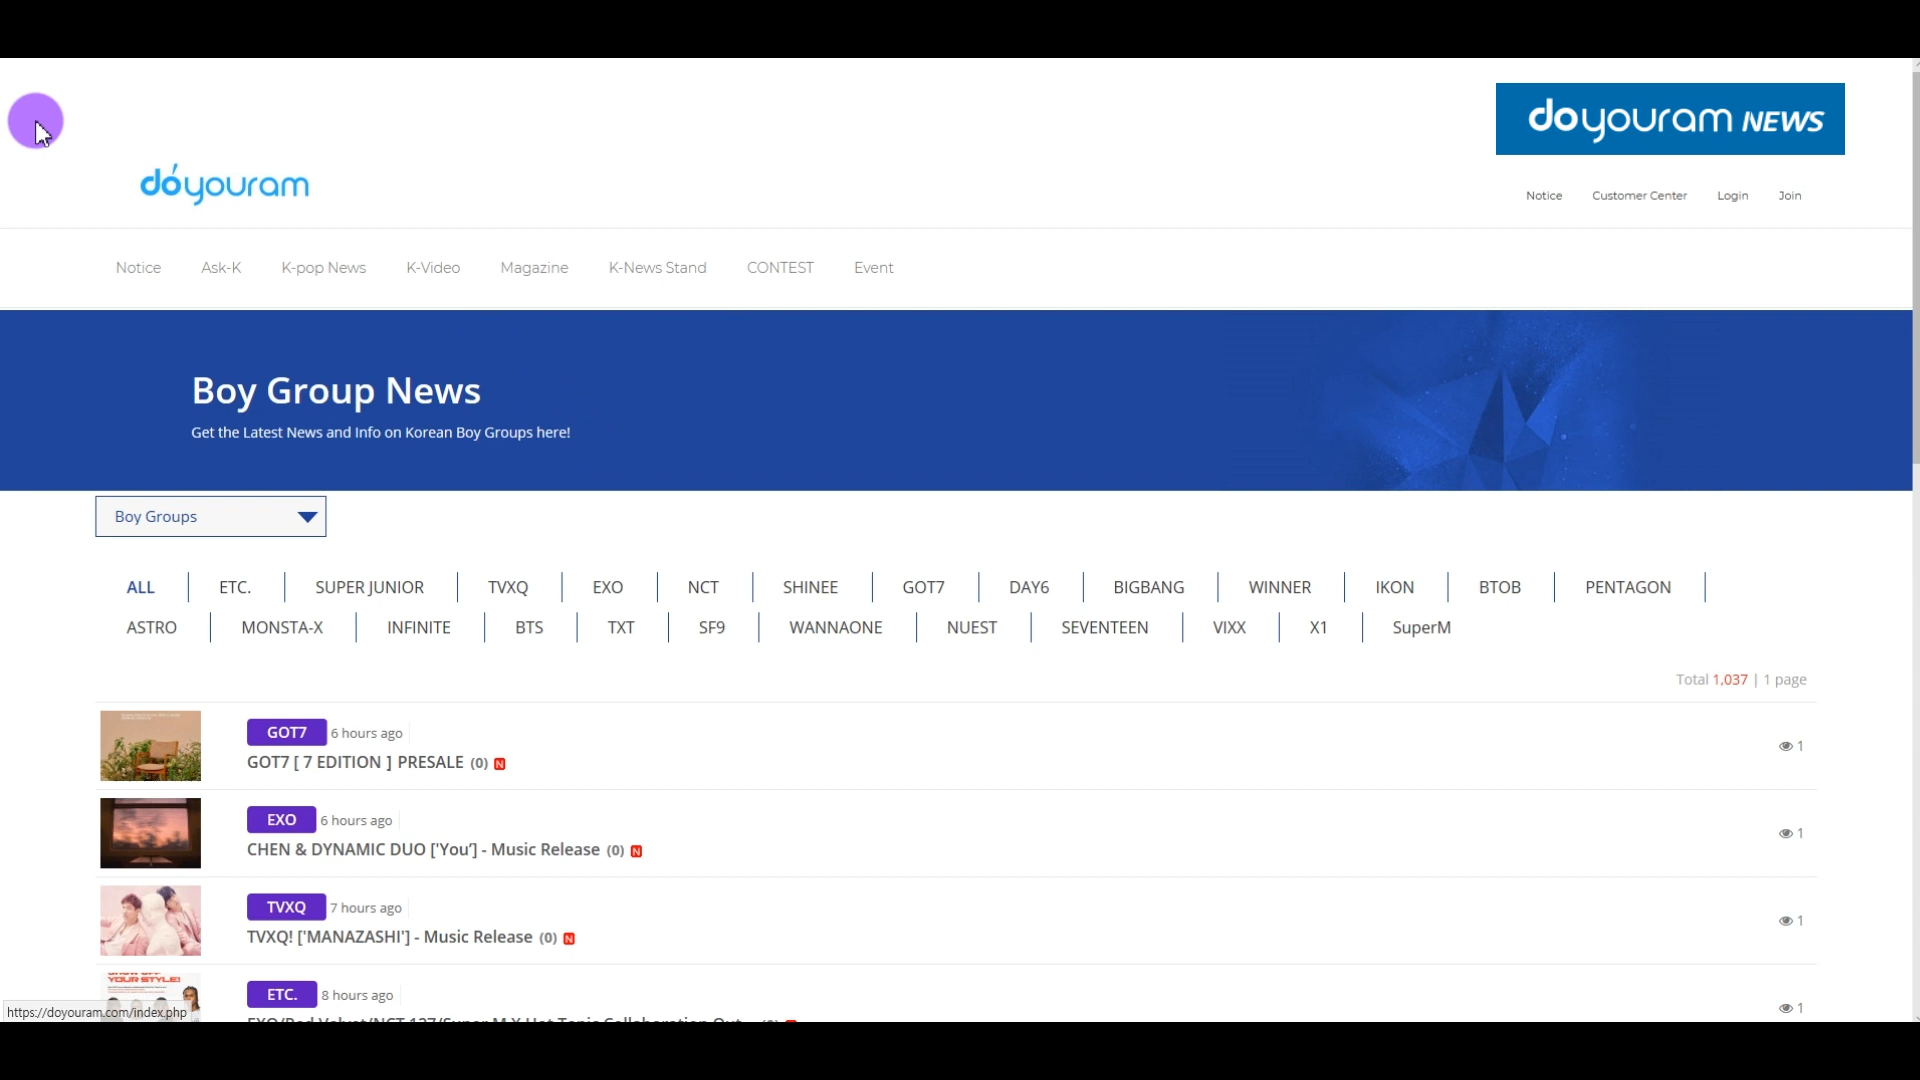 doyouram NEWS
doyouram
Notice Customer Center Login Join
Notice Ask-K K-pop News K-Video Magazine K-News Stand CONTEST Event
Boy Group News
Get the Latest News and Info on Korean Boy Groups here!
Boy Groups
ALL ETC. SUPER JUNIOR TVXQ EXO NCT SHINEE GOT7 DAY6 BIGBANG WINNER IKON BTOB PENTAGON
ASTRO MONSTA-X INFINITE BTS TXT SF9 WANNAONE NUEST SEVENTEEN VIXX X1 SuperM
Total 1,037 | 1 page
GOT7 6 hours ago
GOT7 [ 7 EDITION ] PRESALE (0) N
1
EXO 6 hours ago
CHEN & DYNAMIC DUO ['You'] - Music Release (0) N
1
TVXQ 7 hours ago
TVXQ! ['MANAZASHI'] - Music Release (0) N
1
YOUR STYLE!
ETC. 8 hours ago
1
https://doyouram.com/index.php